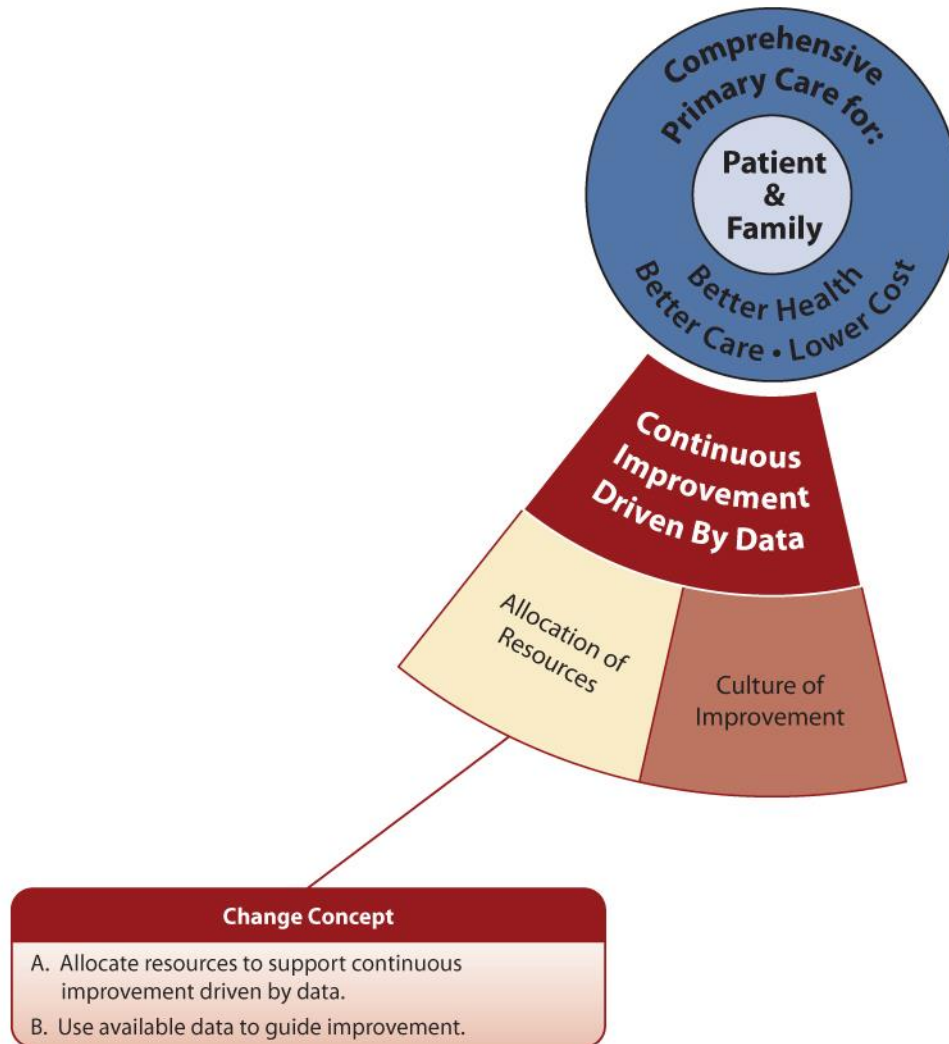 Comprehensive
Primary Care for:
Patient
&
Family
Better Health
Better Care • Lower Cost
Continuous
Improvement
Driven By Data
Allocation of
Resources
Culture of
Improvement
Change Concept
A. Allocate resources to support continuous
improvement driven by data.
B. Use available data to guide improvement.